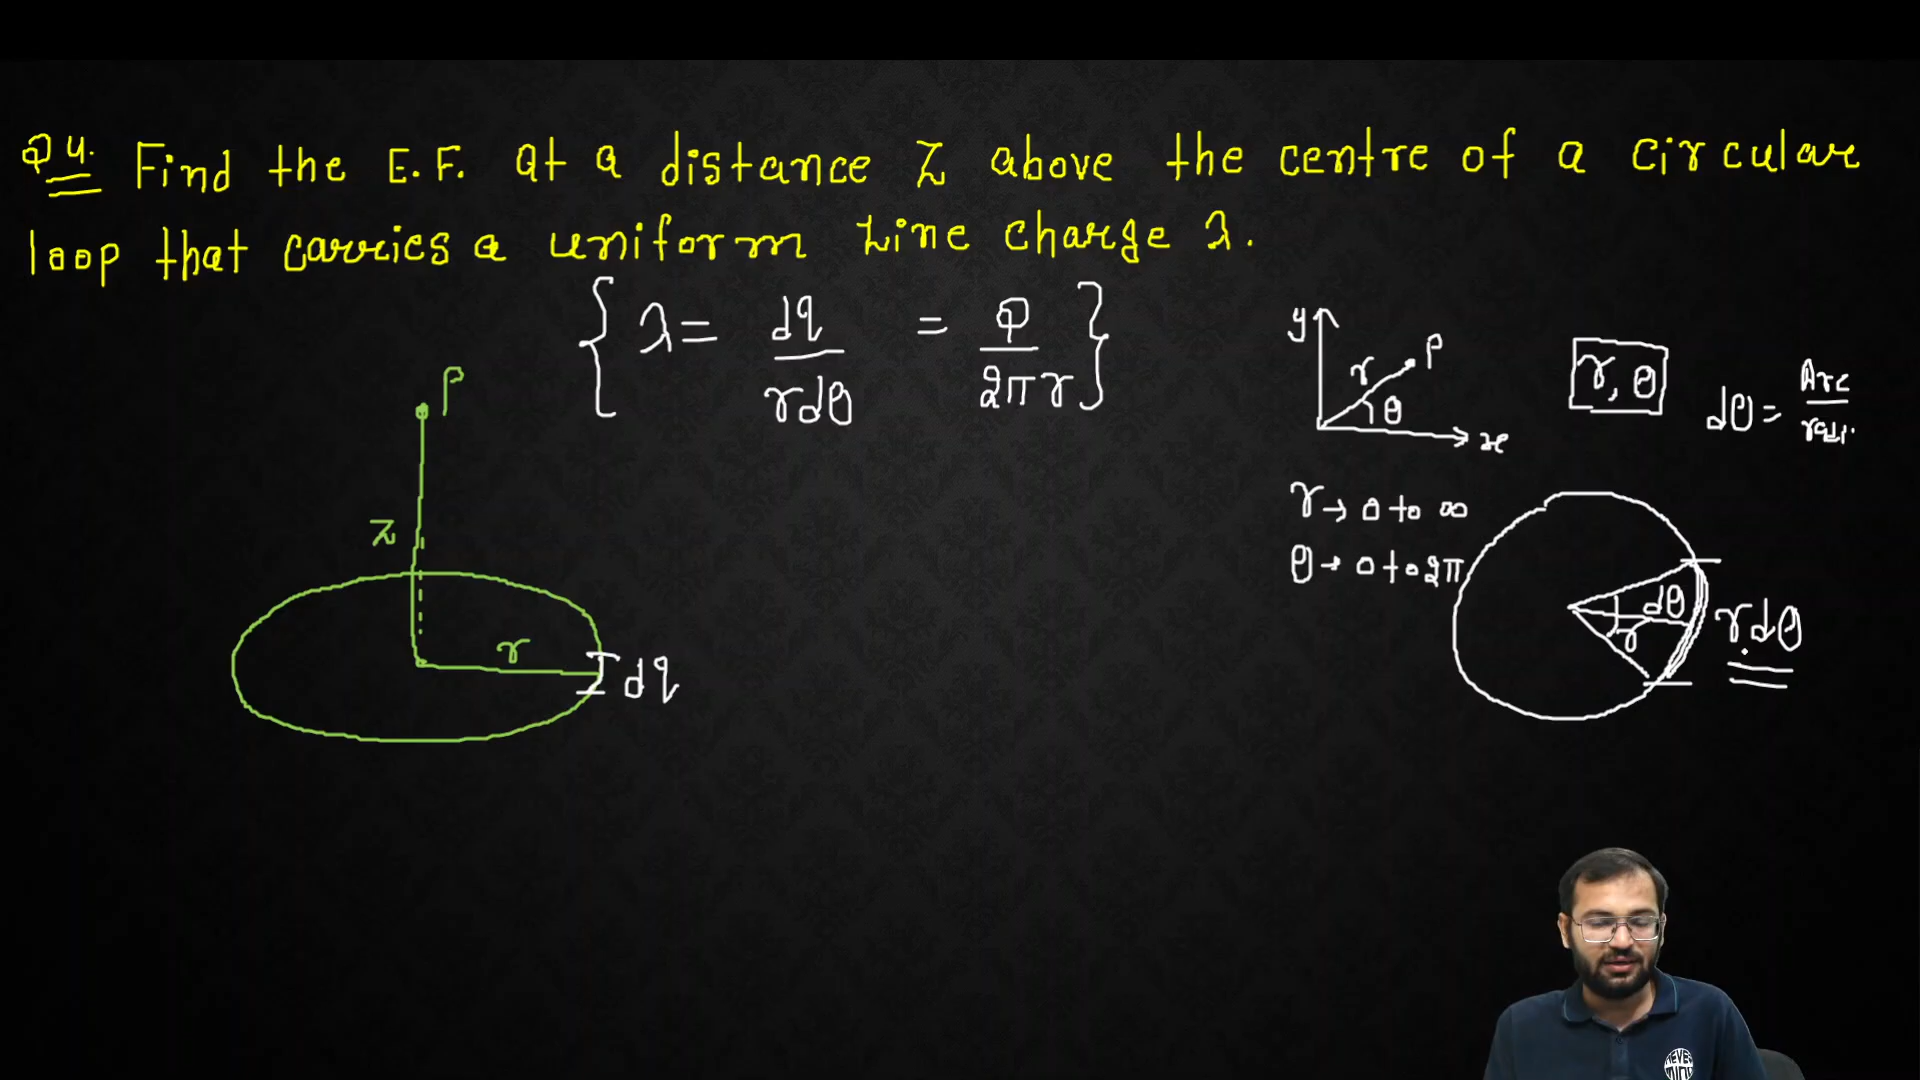 Q4. Find the E.F. at a distance Z above the centre of a circular
loop that carries a uniform Line charge λ.
{ λ = dq / rdθ = Q / 2πr }
P
z
r
dq
y
r
P
θ
x
r, θ
dθ = Arc / radi.
r → 0 to ∞
θ → 0 to 2π
dθ
r
rdθ